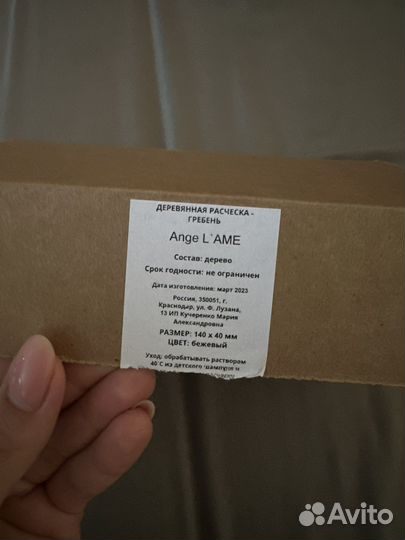 ДЕРЕВЯННАЯ РАСЧЕСКА -
ГРЕБЕНЬ
Ange L`AME
Состав: дерево
Срок годности: не ограничен
Дата изготовления: март 2023
Россия, 350051, г.
Краснодар, ул. Ф. Лузана,
13 ИП Кучеренко Мария
Александровна
РАЗМЕР: 140 х 40 мм
ЦВЕТ: бежевый
Уход: обрабатывать раствором
40 С из детского шампуня и
Avito